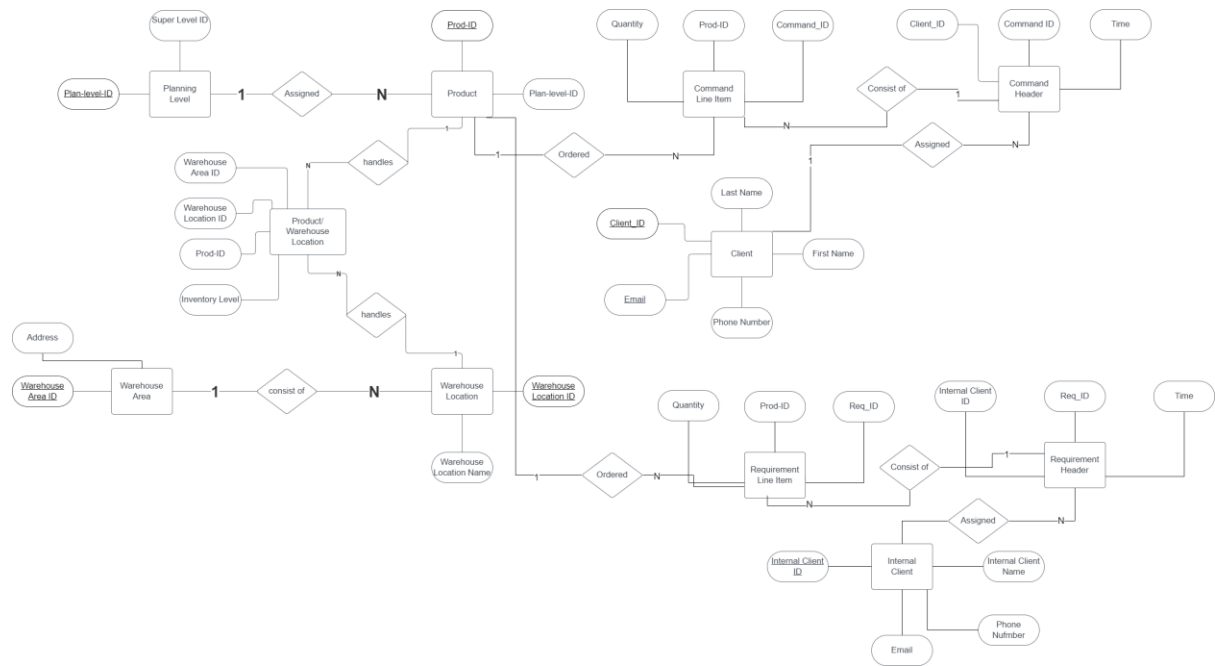 Super Level ID
Plan-level-ID
Planning
Level
1
Assigned
N
Prod-ID
Product
Plan-level-ID
Quantity
Prod-ID
Command_ID
Command
Line Item
Client_ID
Command ID
Time
Consist of
1
Command
Header
N
1
handles
N
1
Ordered
N
Assigned
N
1
Warehouse
Area ID
Warehouse
Location ID
Prod-ID
Inventory Level
Product/
Warehouse
Location
N
handles
1
Last Name
Client_ID
Client
First Name
Email
Phone Number
Address
Warehouse
Area ID
Warehouse
Area
1
consist of
N
Warehouse
Location
Warehouse
Location ID
Warehouse
Location Name
Quantity
Prod-ID
Req_ID
Requirement
Line Item
1
Ordered
N
Internal Client
ID
Req_ID
Time
Consist of
1
Requirement
Header
N
Assigned
N
Internal Client
ID
Internal
Client
Internal Client
Name
Phone
Nufmber
Email